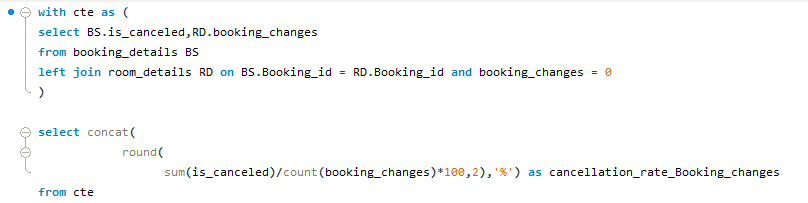 with cte as (
select BS.is_canceled,RD.booking_changes
from booking_details BS
left join room_details RD on BS.Booking_id = RD.Booking_id and booking_changes = 0
)
select concat(
round(
sum(is_canceled)/count(booking_changes)*100,2),'%') as cancellation_rate_Booking_changes
from cte